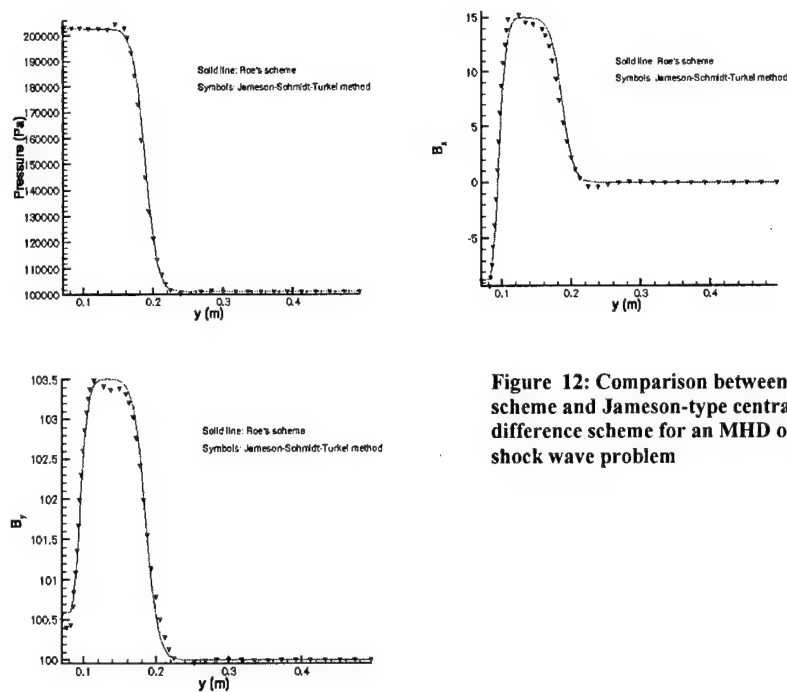 200000
190000
180000
170000
160000
150000
140000
130000
120000
110000
100000
Pressure (Pa)
Solid line: Roe's scheme
Symbols: Jameson-Schmidt-Turkel method
0.1 0.2 0.3 0.4
y (m)
15
10
5
0
-5
Bx
Solid line: Roe's scheme
Symbols: Jameson-Schmidt-Turkel method
0.1 0.2 0.3 0.4
y (m)
103.5
103
102.5
102
101.5
101
100.5
100
By
Solid line: Roe's scheme
Symbols: Jameson-Schmidt-Turkel method
0.1 0.2 0.3 0.4
y (m)
Figure 12: Comparison between
scheme and Jameson-type centra
difference scheme for an MHD o
shock wave problem